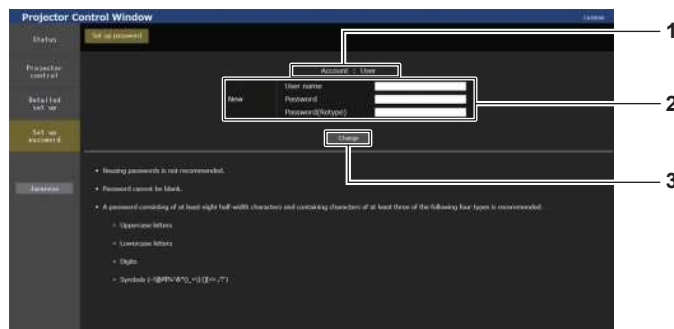 Projector Control Window
License
Status
Set up password
1
Projector
control
Account : User
User name
New
Password
2
Password(Retype)
Detailed
set up
Set up
password
Change
• Reusing passwords is not recommended.
3
Japanese
• Password cannot be blank.
• A password consisting of at least eight half-width characters and containing characters of at least three of the following four types is recommended.
Uppercase letters
Lowercase letters
Digits
Symbols